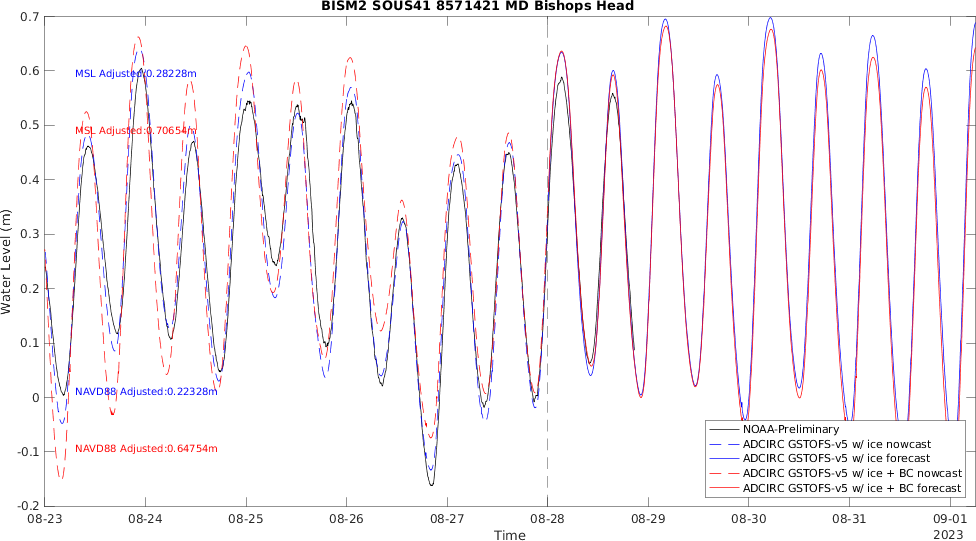 BISM2 SOUS41 8571421 MD Bishops Head
0.7
0.6
0.5
0.4
0.3
0.2
0.1
0
-0.1
-0.2
Water Level (m)
MSL Adjusted:0.28228m
MSL Adjusted:0.70654m
NAVD88 Adjusted:0.22328m
NAVD88 Adjusted:0.64754m
NOAA-Preliminary
ADCIRC GSTOFS-v5 w/ ice nowcast
ADCIRC GSTOFS-v5 w/ ice forecast
ADCIRC GSTOFS-v5 w/ ice + BC nowcast
ADCIRC GSTOFS-v5 w/ ice + BC forecast
08-23 08-24 08-25 08-26 08-27 08-28 08-29 08-30 08-31 09-01
2023
Time